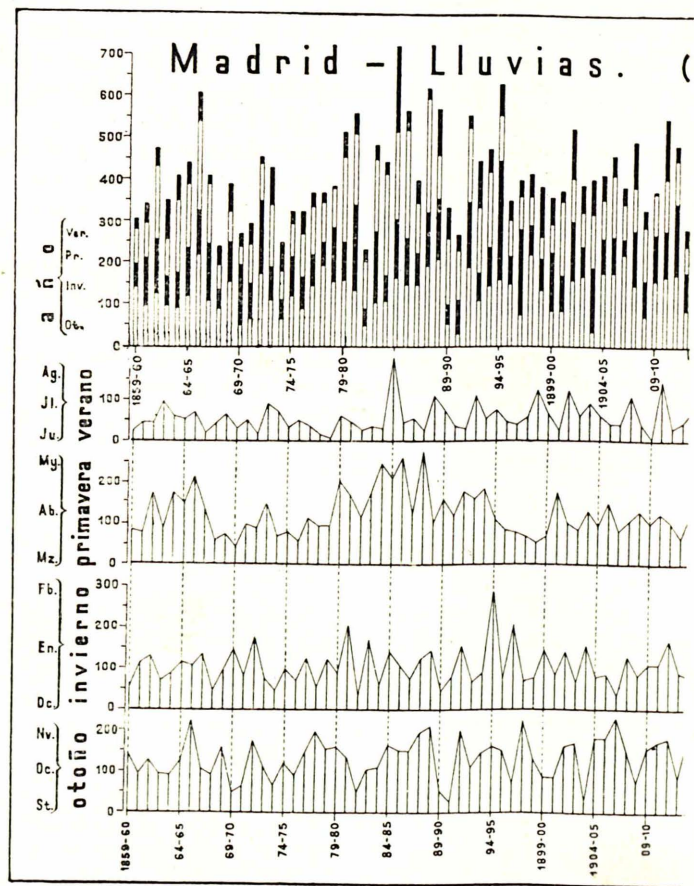 Madrid - Lluvias. (
700
600
500
400
300
200
100
0
año
Ver.
Pr.
Inv.
Ot.
1859-60
64-65
69-70
74-75
79-80
84-85
89-90
94-95
1899-00
1904-05
09-10
verano
Ag.
Jl.
Ju.
100
0
primavera
My.
Ab.
Mz.
200
100
0
invierno
Fb.
En.
Dc.
300
200
100
0
otoño
Nv.
Oc.
St.
200
100
0
1859-60
64-65
69-70
74-75
79-80
84-85
89-90
94-95
1899-00
1904-05
09-10